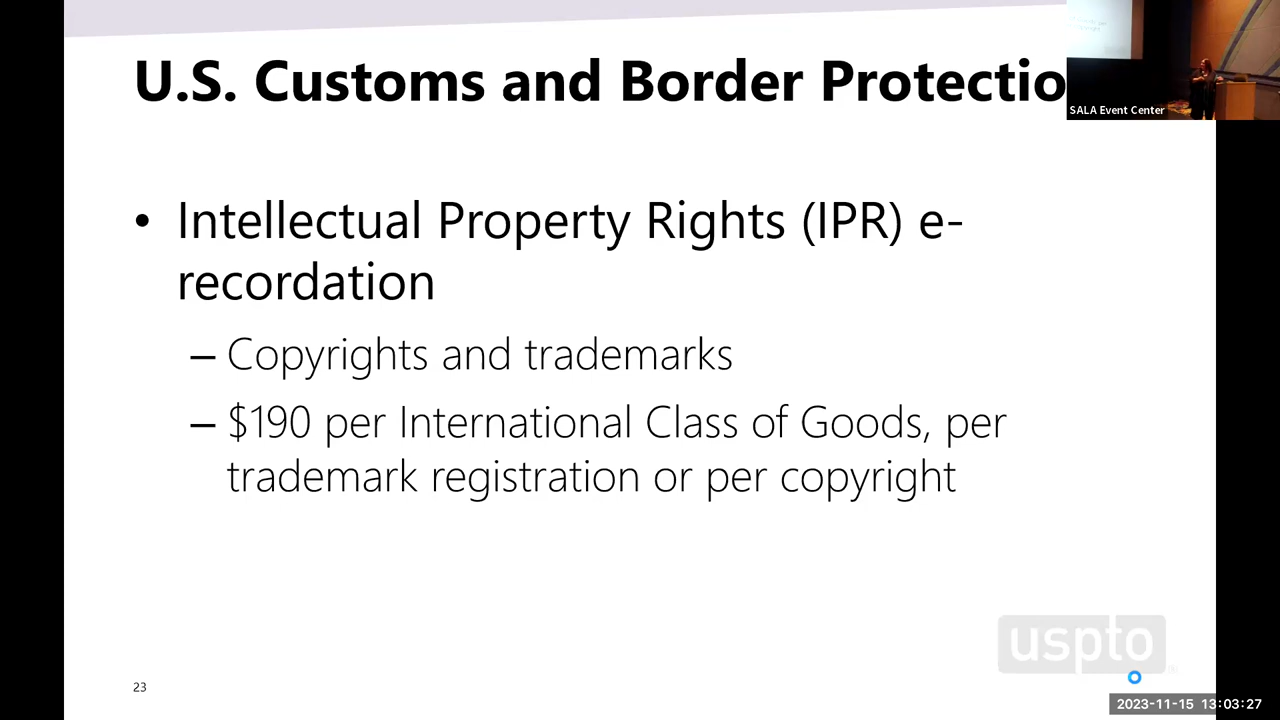 U.S. Customs and Border Protectio
SALA Event Center
• Intellectual Property Rights (IPR) e-
recordation
– Copyrights and trademarks
– $190 per International Class of Goods, per
trademark registration or per copyright
uspto
23
2023-11-15 13:03:27